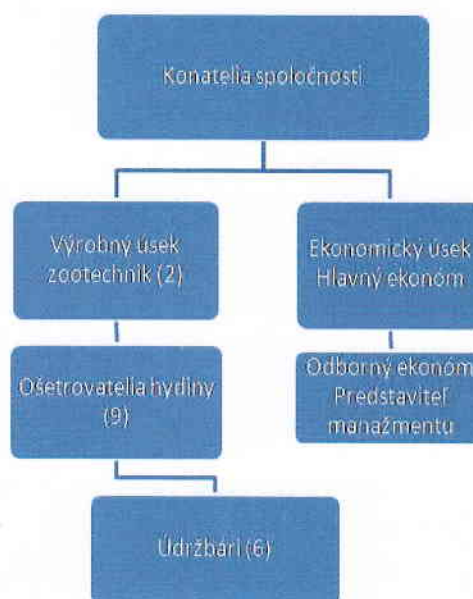 Konatelia spoločnosti
Výrobný úsek
zootechnik (2)
Ekonomický úsek
Hlavný ekonóm
Ošetrovatelia hydiny
(9)
Odborný ekonóm
Predstaviteľ
manažmentu
Údržbári (6)